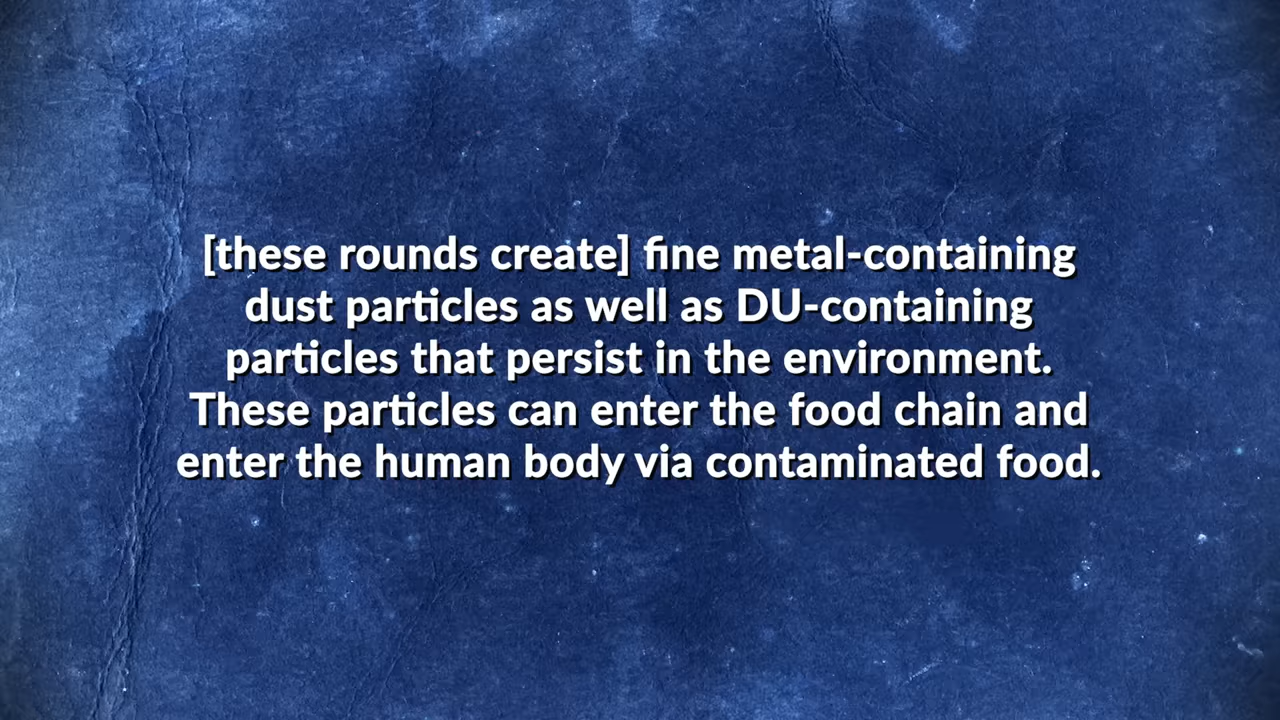 [these rounds create] fine metal-containing
dust particles as well as DU-containing
particles that persist in the environment.
These particles can enter the food chain and
enter the human body via contaminated food.